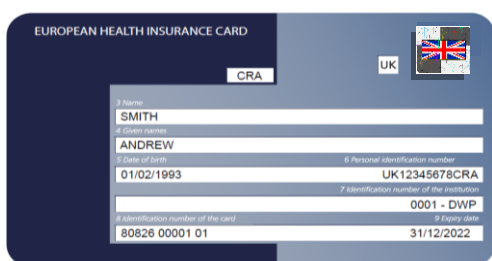 EUROPEAN HEALTH INSURANCE CARD
CRA
UK
3 Name
SMITH
4 Given names
ANDREW
5 Date of birth 6 Personal identification number
01/02/1993 UK12345678CRA
7 Identification number of the institution
0001 - DWP
8 Identification number of the card 9 Expiry date
80826 00001 01 31/12/2022